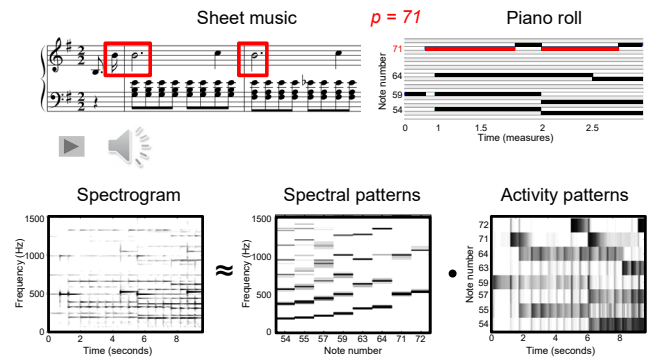 Sheet music
p = 71
Piano roll
Note number
71
64
59
54
0 1 1.5 2 2.5
Time (measures)
Spectrogram
Frequency (Hz)
1500
1000
500
0
0 2 4 6 8
Time (seconds)
≈
Spectral patterns
Frequency (Hz)
1500
1000
500
0
54 55 57 59 63 64 71 72
Note number
•
Activity patterns
Note number
72
71
64
63
59
57
55
54
0 2 4 6 8
Time (seconds)